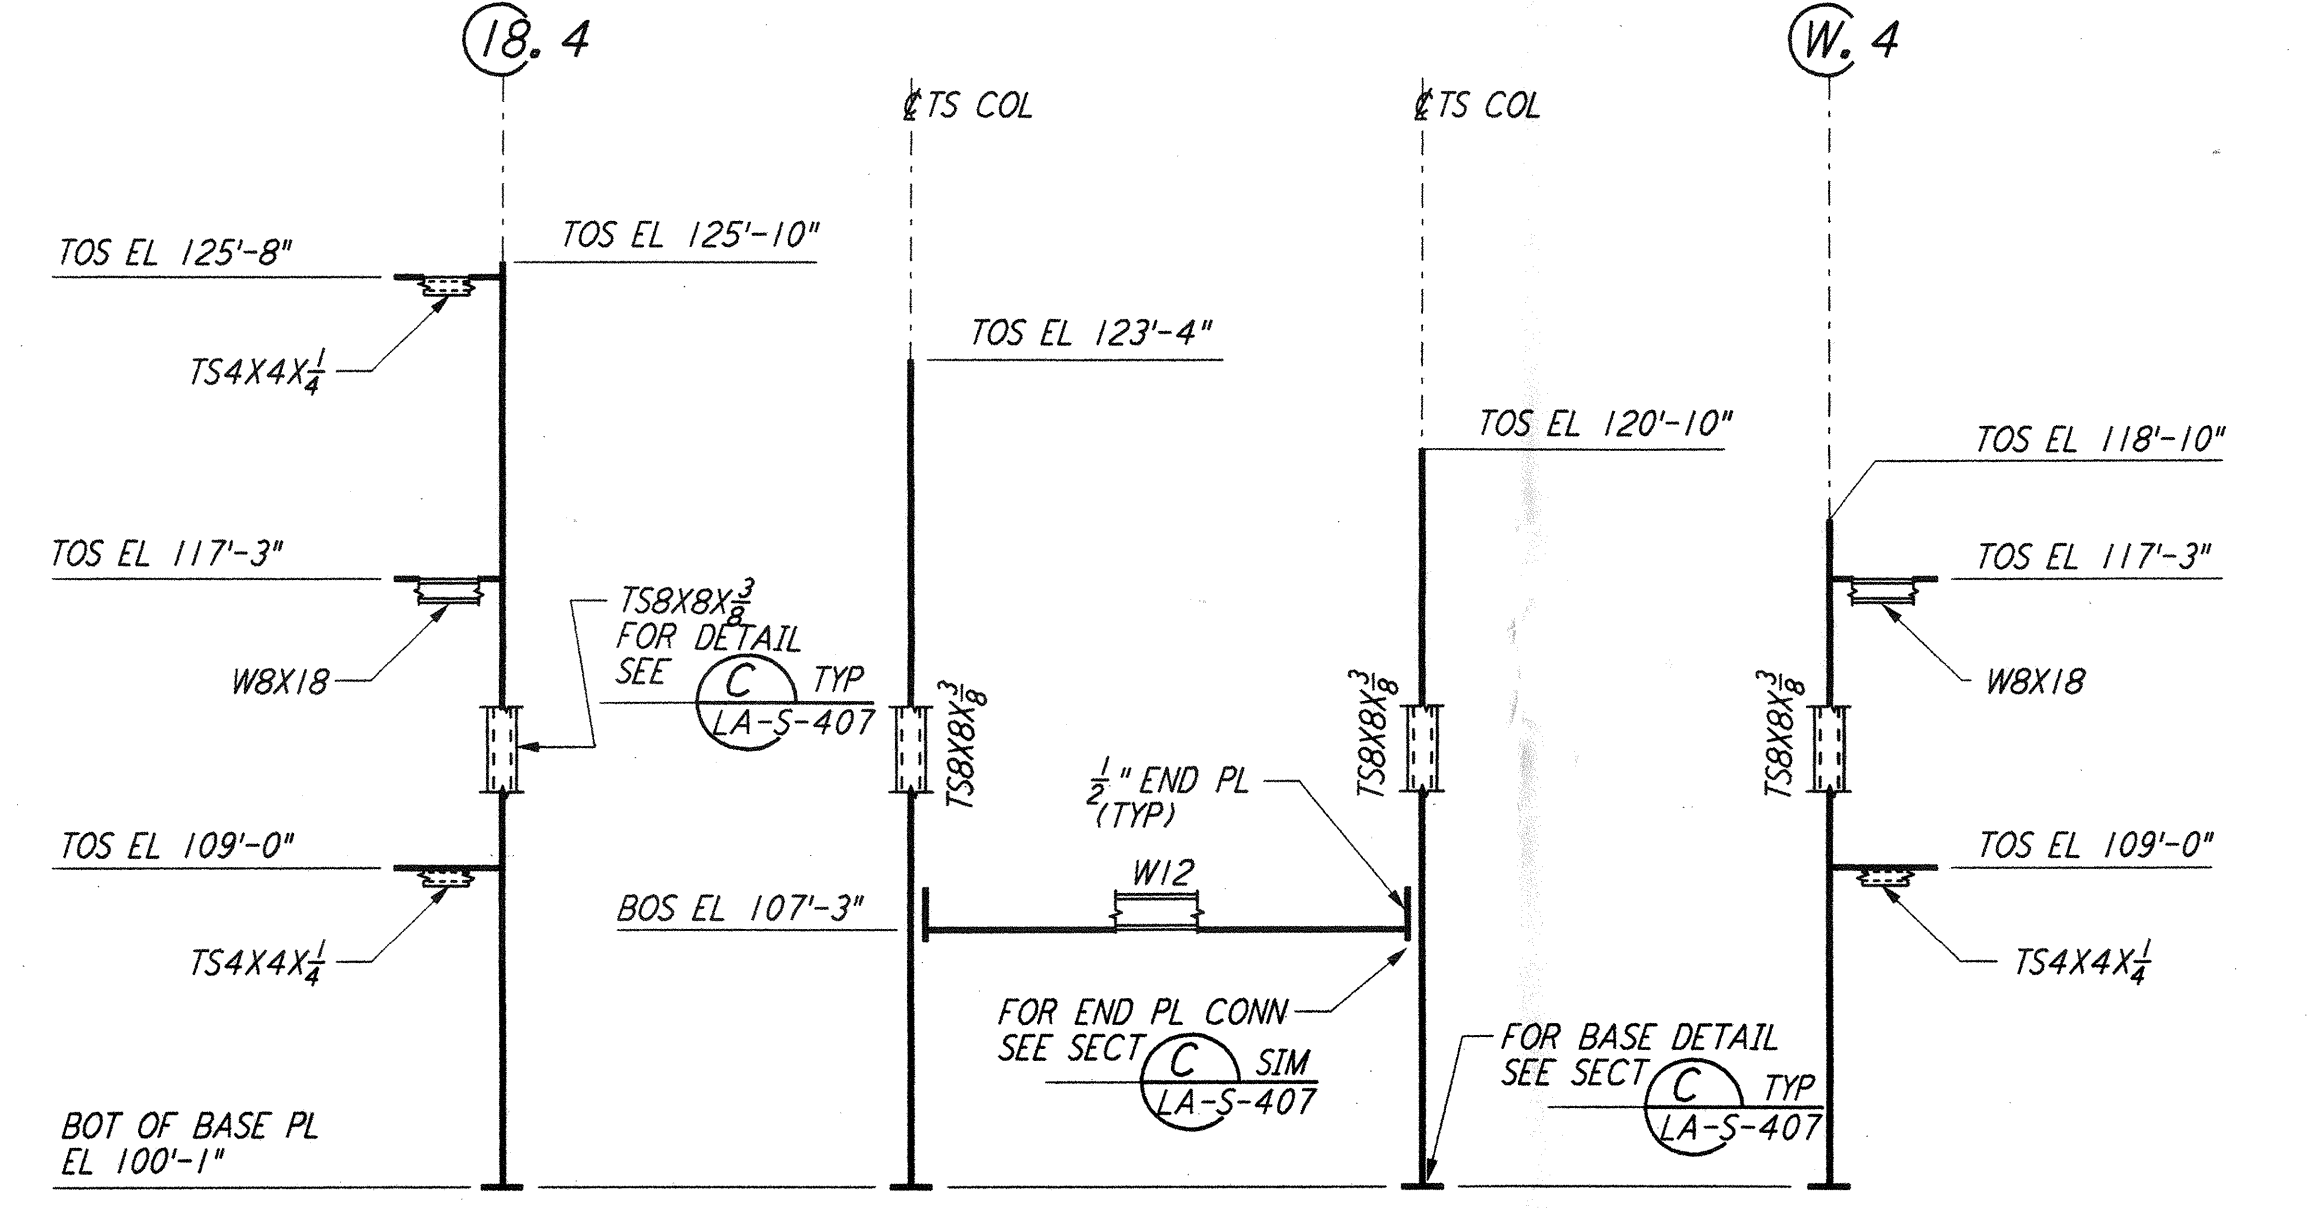 18.4
W.4
℄ TS COL
℄ TS COL
TOS EL 125'-8"
TOS EL 125'-10"
TS4X4X1/4
TOS EL 123'-4"
TOS EL 120'-10"
TOS EL 118'-10"
TOS EL 117'-3"
TOS EL 117'-3"
W8X18
W8X18
TS8X8X3/8
FOR DETAIL
SEE
C TYP
LA-S-407
TS8X8X3/8
TS8X8X3/8
TS8X8X3/8
1/2" END PL
(TYP)
TOS EL 109'-0"
TOS EL 109'-0"
W12
BOS EL 107'-3"
TS4X4X1/4
TS4X4X1/4
FOR END PL CONN
SEE SECT
C SIM
LA-S-407
FOR BASE DETAIL
SEE SECT
C TYP
LA-S-407
BOT OF BASE PL
EL 100'-1"